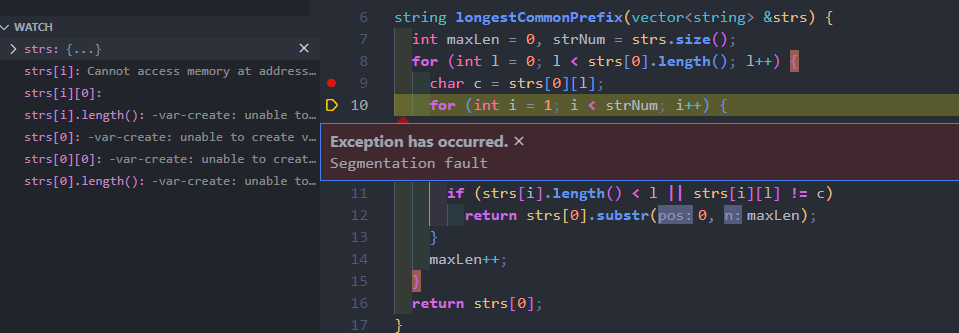 WATCH
strs: {...}
strs[i]: Cannot access memory at address…
strs[i][0]:
strs[i].length(): -var-create: unable to…
strs[0]: -var-create: unable to create v…
strs[0][0]: -var-create: unable to creat…
strs[0].length(): -var-create: unable to…
6 string longestCommonPrefix(vector<string> &strs) {
7 int maxLen = 0, strNum = strs.size();
8 for (int l = 0; l < strs[0].length(); l++) {
9 char c = strs[0][l];
10 for (int i = 1; i < strNum; i++) {
Exception has occurred. ×
Segmentation fault
11 if (strs[i].length() < l || strs[i][l] != c)
12 return strs[0].substr(pos: 0, n: maxLen);
13 }
14 maxLen++;
15 }
16 return strs[0];
17 }